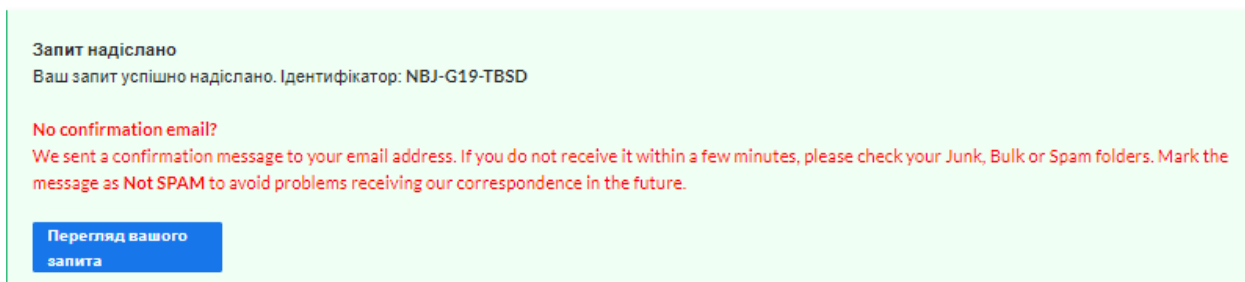 Запит надіслано
Ваш запит успішно надіслано. Ідентифікатор: NBJ-G19-TBSD
No confirmation email?
We sent a confirmation message to your email address. If you do not receive it within a few minutes, please check your Junk, Bulk or Spam folders. Mark the
message as Not SPAM to avoid problems receiving our correspondence in the future.
Перегляд вашого
запита